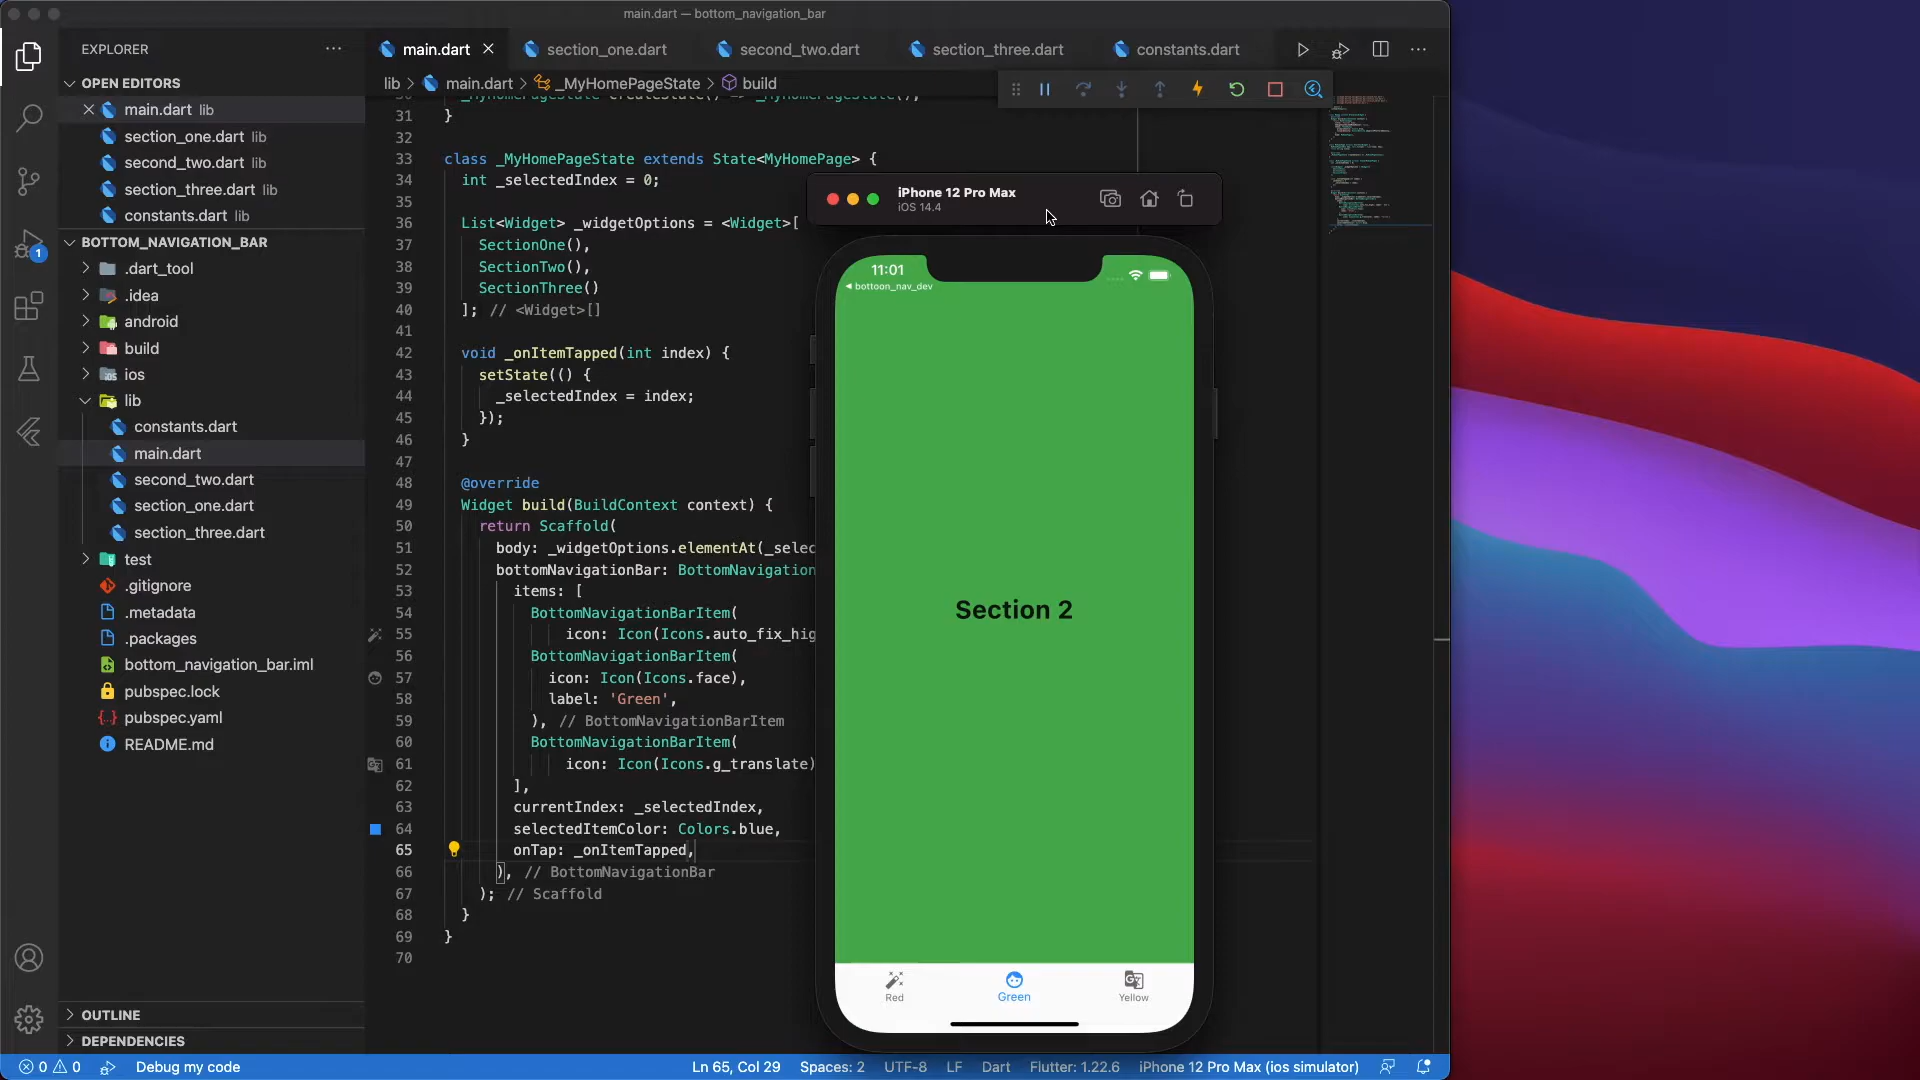 main.dart — bottom_navigation_bar
EXPLORER
OPEN EDITORS
main.dart lib
section_one.dart lib
second_two.dart lib
section_three.dart lib
constants.dart lib
BOTTOM_NAVIGATION_BAR
.dart_tool
.idea
android
build
ios
lib
constants.dart
main.dart
second_two.dart
section_one.dart
section_three.dart
test
.gitignore
.metadata
.packages
bottom_navigation_bar.iml
pubspec.lock
pubspec.yaml
README.md
OUTLINE
DEPENDENCIES
1
main.dart
section_one.dart
second_two.dart
section_three.dart
constants.dart
lib > main.dart > _MyHomePageState > build
30 _MyHomePageState createState() => _MyHomePageState();
31 }
32
33 class _MyHomePageState extends State<MyHomePage> {
34 int _selectedIndex = 0;
35
36 List<Widget> _widgetOptions = <Widget>[
37 SectionOne(),
38 SectionTwo(),
39 SectionThree()
40 ]; // <Widget>[]
41
42 void _onItemTapped(int index) {
43 setState(() {
44 _selectedIndex = index;
45 });
46 }
47
48 @override
49 Widget build(BuildContext context) {
50 return Scaffold(
51 body: _widgetOptions.elementAt(_selec
52 bottomNavigationBar: BottomNavigation
53 items: [
54 BottomNavigationBarItem(
55 icon: Icon(Icons.auto_fix_hig
56 BottomNavigationBarItem(
57 icon: Icon(Icons.face),
58 label: 'Green',
59 ), // BottomNavigationBarItem
60 BottomNavigationBarItem(
61 icon: Icon(Icons.g_translate)
62 ],
63 currentIndex: _selectedIndex,
64 selectedItemColor: Colors.blue,
65 onTap: _onItemTapped,
66 ), // BottomNavigationBar
67 ); // Scaffold
68 }
69 }
70
iPhone 12 Pro Max
iOS 14.4
11:01
bottoon_nav_dev
Section 2
Red
Green
Yellow
0 0 Debug my code
Ln 65, Col 29 Spaces: 2 UTF-8 LF Dart Flutter: 1.22.6 iPhone 12 Pro Max (ios simulator)